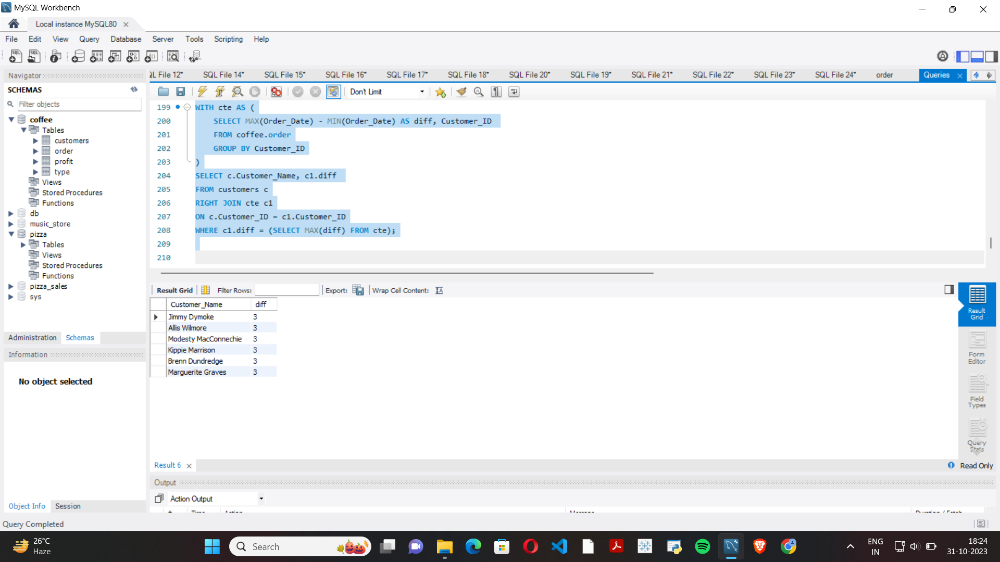 MySQL Workbench
Local instance MySQL80
File Edit View Query Database Server Tools Scripting Help
Navigator
SCHEMAS
Filter objects
coffee
Tables
customers
order
profit
type
Views
Stored Procedures
Functions
db
music_store
pizza
Tables
Views
Stored Procedures
Functions
pizza_sales
sys
Administration Schemas
Information
No object selected
Object Info Session
QL File 12* SQL File 14* SQL File 15* SQL File 16* SQL File 17* SQL File 18* SQL File 20* SQL File 19* SQL File 21* SQL File 22* SQL File 23* SQL File 24* order Queries
Don't Limit
199 WITH cte AS (
200 SELECT MAX(Order_Date) - MIN(Order_Date) AS diff, Customer_ID
201 FROM coffee.order
202 GROUP BY Customer_ID
203 )
204 SELECT c.Customer_Name, c1.diff
205 FROM customers c
206 RIGHT JOIN cte c1
207 ON c.Customer_ID = c1.Customer_ID
208 WHERE c1.diff = (SELECT MAX(diff) FROM cte);
209
210
Result Grid Filter Rows: Export: Wrap Cell Content:
Customer_Name diff
Jimmy Dymoke 3
Allis Wilmore 3
Modesty MacConnechie 3
Kippie Marrison 3
Brenn Dundredge 3
Marguerite Graves 3
Result
Grid
Form
Editor
Field
Types
Query
Stats
Result 6
Read Only
Output
Action Output
# Time Action Message Duration / Fetch
Query Completed
26°C
Haze
Search
ENG
IN
18:24
31-10-2023